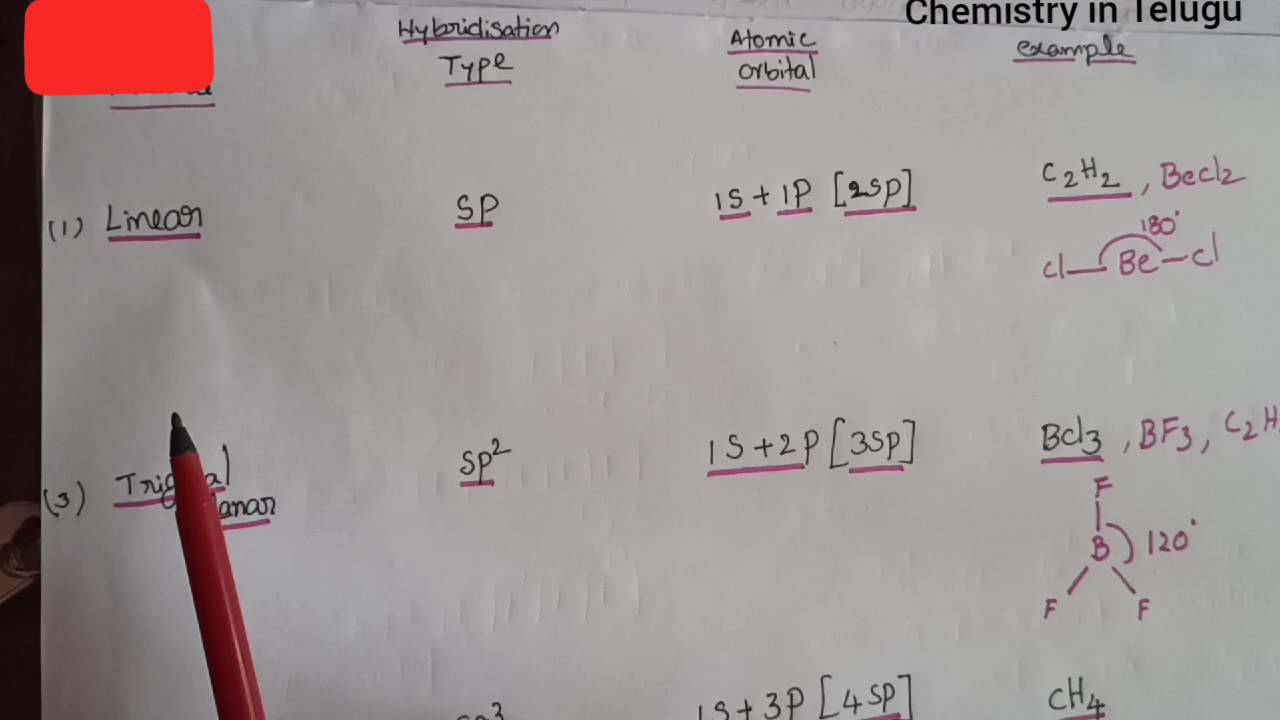 Chemistry in Telugu
Hybridisation Type
Atomic orbital
example
(1) Linear
SP
1S + 1P [2SP]
C2H2, BeCl2
180°
Cl—Be—Cl
(3)
SP²
1S+2P [3SP]
BCl3, BF3, C2H
F
B 120°
F F
1S + 3P [4SP]
CH4